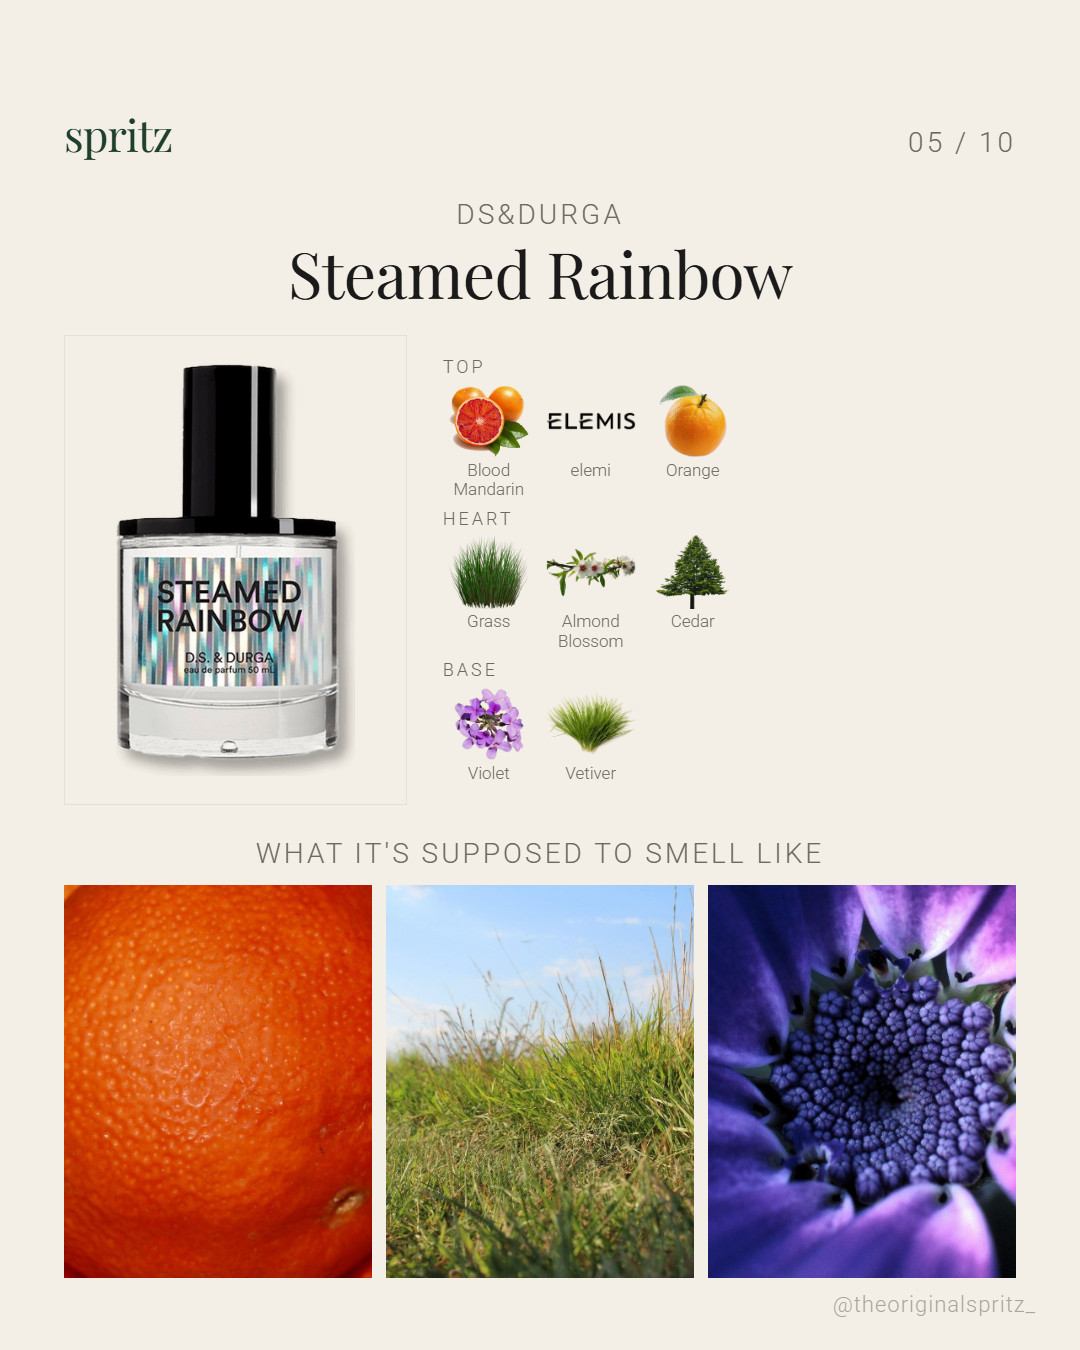 spritz
05 / 10
DS&DURGA
Steamed Rainbow
STEAMED
RAINBOW
D.S. & DURGA
eau de parfum 50 mL
TOP
ELEMIS
Blood
Mandarin
elemi
Orange
HEART
Grass
Almond
Blossom
Cedar
BASE
Violet
Vetiver
WHAT IT'S SUPPOSED TO SMELL LIKE
@theoriginalspritz_